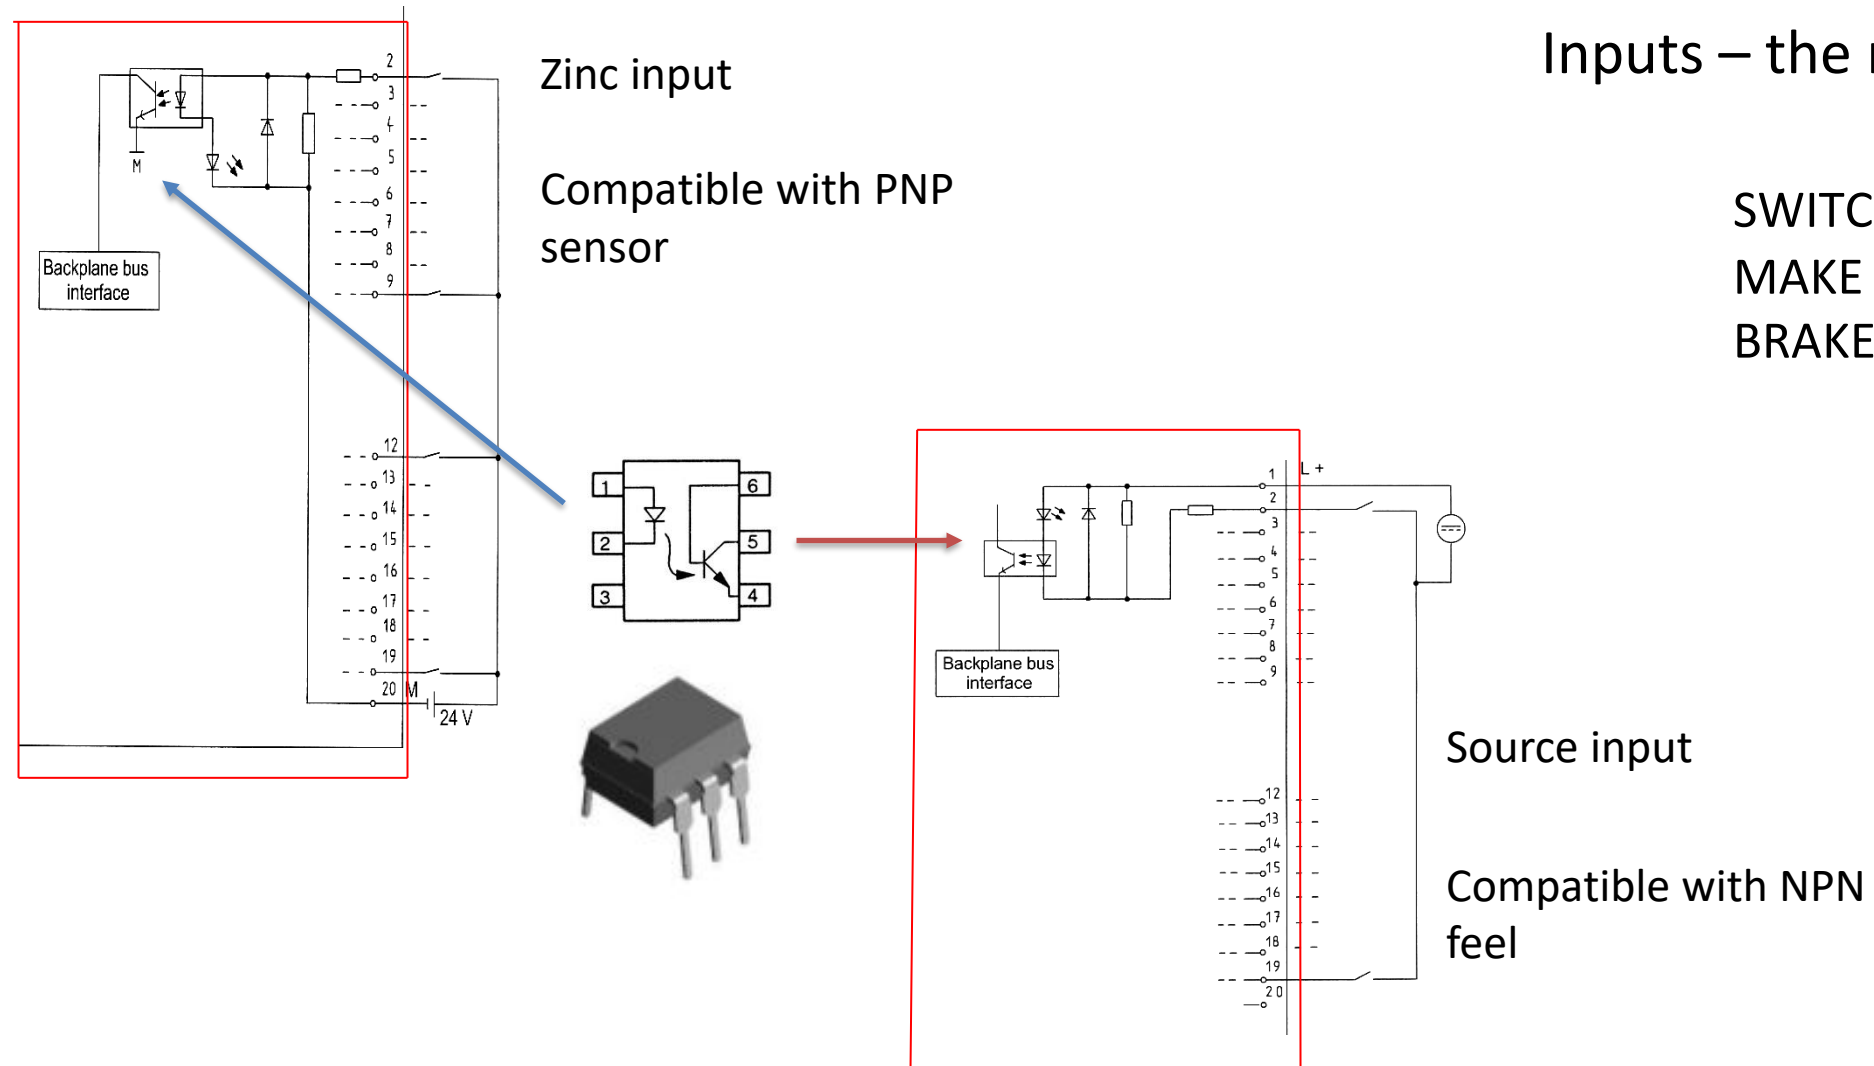 Inputs – the
SWITC
MAKE
BRAKE
Zinc input
Compatible with PNP
sensor
2
3
4
5
6
7
8
9
M
Backplane bus
interface
12
13
14
15
16
17
18
19
20 M
24 V
1 6
2 5
3 4
1 L +
2
3
4
5
6
7
8
9
Backplane bus
interface
12
13
14
15
16
17
18
19
20
Source input
Compatible with NPN
feel